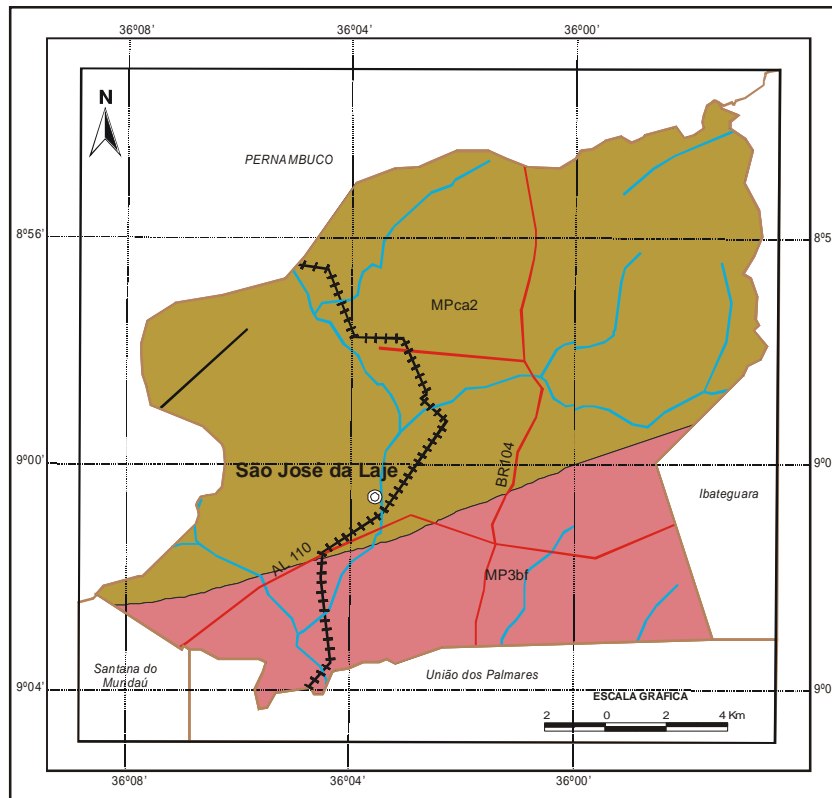 36°08'
36°04'
36°00'
N
PERNAMBUCO
8°56'
8°5
MPca2
São José da Laje
9°00'
9°0
BR104
Ibateguara
AL 110
MP3bf
Santana do
Mundaú
União dos Palmares
9°04'
9°0
ESCALA GRÁFICA
2
0
2
4 Km
36°08'
36°04'
36°00'